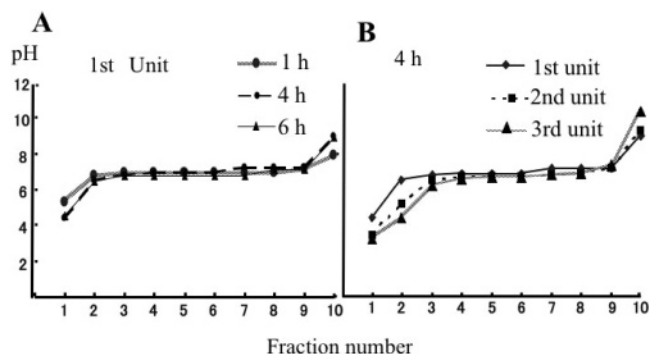 A
B
pH
1st Unit
1 h
4 h
6 h
4 h
1st unit
2nd unit
3rd unit
12
10
8
6
4
2
1 2 3 4 5 6 7 8 9 10
1 2 3 4 5 6 7 8 9 10
Fraction number